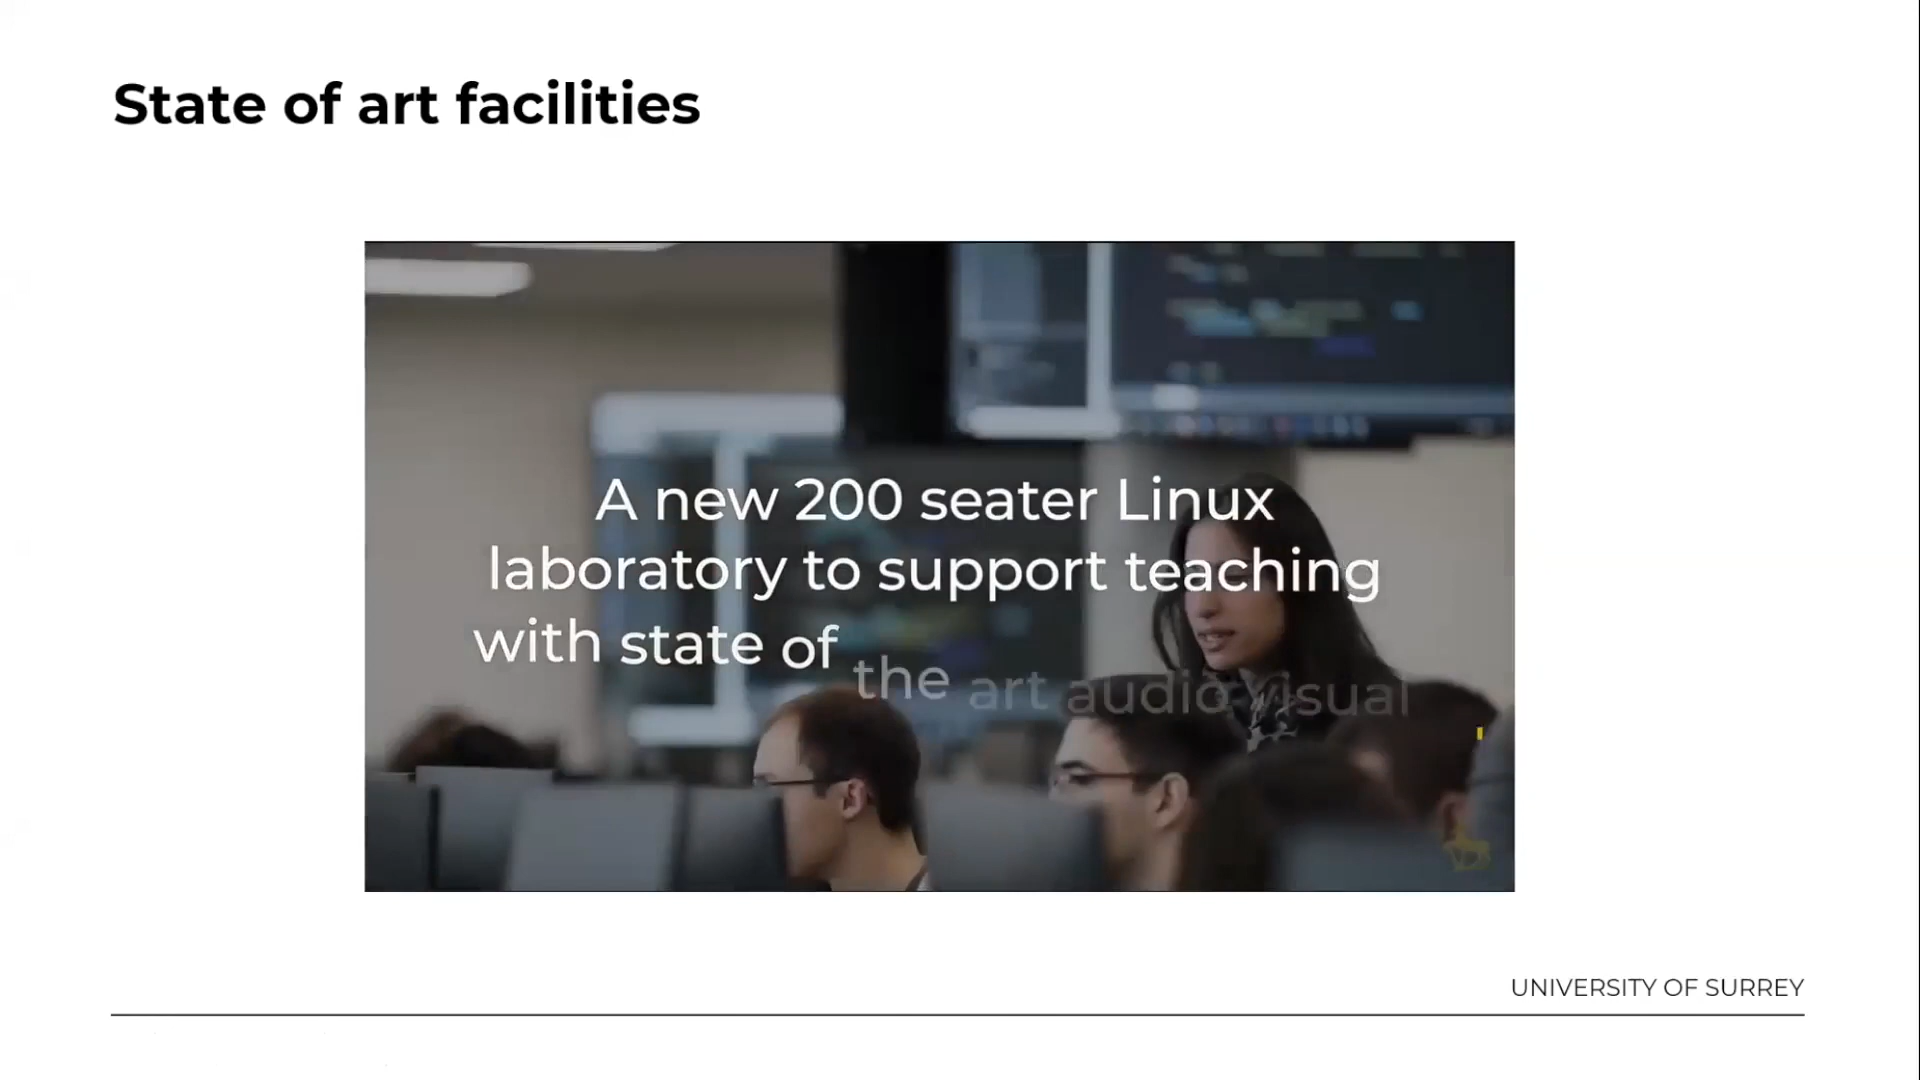 State of art facilities
A new 200 seater Linux
laboratory to support teaching
with state of the art audio visual
UNIVERSITY OF SURREY